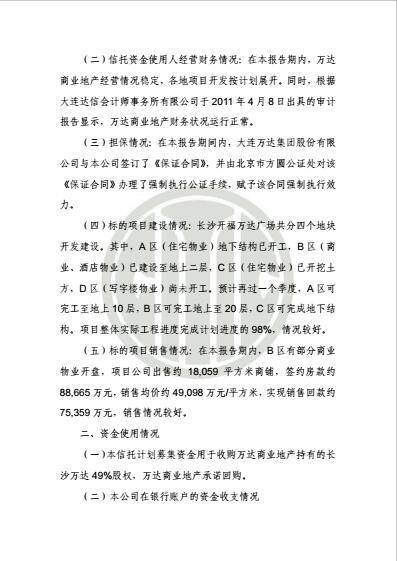 （二）信托资金使用人经营财务情况：在本报告期内，万达
商业地产经营情况稳定，各地项目开发按计划展开。同时，根据
大连达信会计师事务所有限公司于 2011 年 4 月 8 日出具的审计
报告显示，万达商业地产财务状况运行正常。
（三）担保情况：在本报告期间内，大连万达集团股份有限
公司与本公司签订了《保证合同》，并由北京市方圆公证处对该
《保证合同》办理了强制执行公证手续，赋予该合同强制执行效
力。
（四）标的项目建设情况：长沙开福万达广场共分四个地块
开发建设。其中，A 区（住宅物业）地下结构已开工，B 区（商
业、酒店物业）已建设至地上二层，C 区（住宅物业）已开挖土
方，D 区（写字楼物业）尚未开工。预计再过一个季度，A 区可
完工至地上 10 层，B 区可完工地上至 20 层，C 区可完成地下结
构。项目整体实际工程进度完成计划进度的 98%，情况较好。
（五）标的项目销售情况：在本报告期内，B 区有部分商业
物业开盘，项目公司出售约 18,059 平方米商铺，签约房款约
88,665 万元，销售均价约 49,098 万元/平方米，实现销售回款约
75,359 万元，销售情况较好。
二、资金使用情况
（一）本信托计划募集资金用于收购万达商业地产持有的长
沙万达 49%股权，万达商业地产承诺回购。
（二）本公司在银行账户的资金收支情况